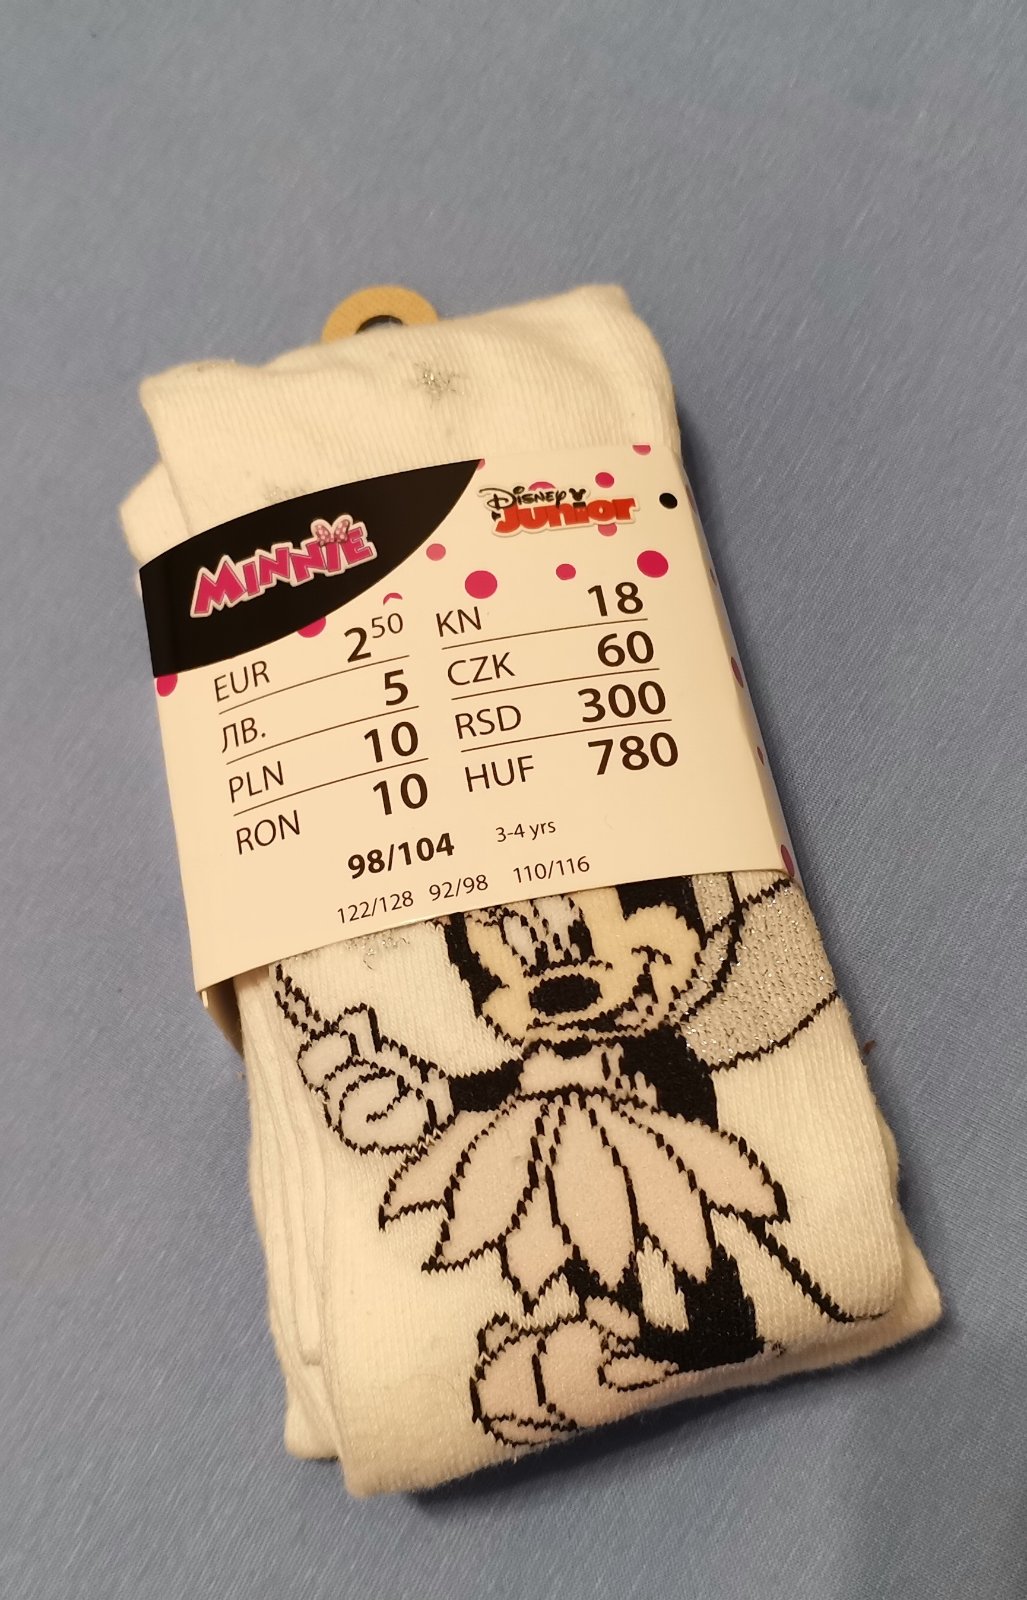 MINNIE
Disney
Junior
EUR 2 50
ЛВ. 5
PLN 10
RON 10
KN 18
CZK 60
RSD 300
HUF 780
98/104 3-4 yrs
122/128 92/98 110/116